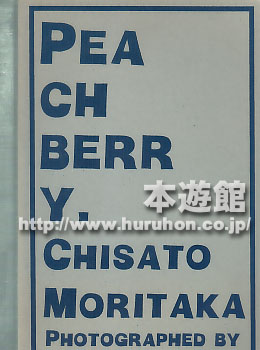 PEA
CH
BERR
Y.
本遊館
http://www.huruhon.co.jp/
CHISATO
MORITAKA
PHOTOGRAPHED BY